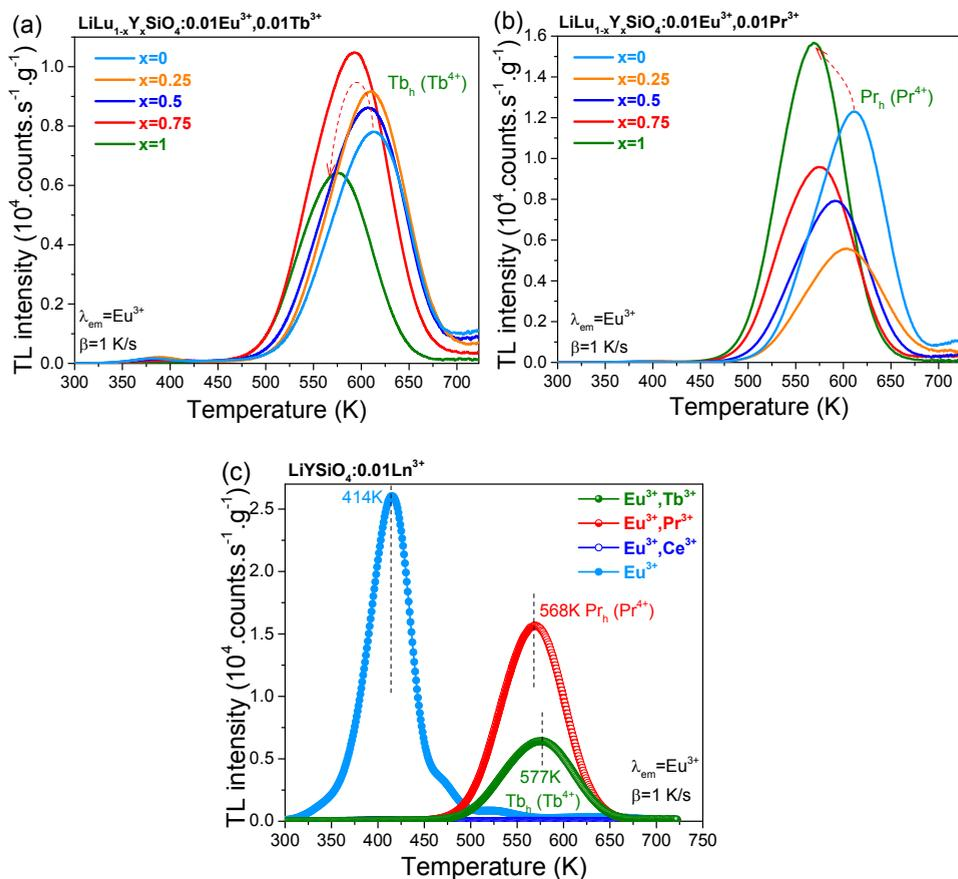 (a)
LiLu₁₋ₓYₓSiO₄:0.01Eu³⁺,0.01Tb³⁺
TL intensity (10⁴.counts.s⁻¹.g⁻¹)
1.0
0.8
0.6
0.4
0.2
0.0
x=0
x=0.25
x=0.5
x=0.75
x=1
Tbₕ (Tb⁴⁺)
λₑₘ=Eu³⁺
β=1 K/s
300 350 400 450 500 550 600 650 700
Temperature (K)
(b)
LiLu₁₋ₓYₓSiO₄:0.01Eu³⁺,0.01Pr³⁺
TL intensity (10⁴.counts.s⁻¹.g⁻¹)
1.6
1.4
1.2
1.0
0.8
0.6
0.4
0.2
0.0
x=0
x=0.25
x=0.5
x=0.75
x=1
Prₕ (Pr⁴⁺)
λₑₘ=Eu³⁺
β=1 K/s
300 350 400 450 500 550 600 650 700
Temperature (K)
(c)
LiYSiO₄:0.01Ln³⁺
TL intensity (10⁴.counts.s⁻¹.g⁻¹)
2.5
2.0
1.5
1.0
0.5
0.0
414K
Eu³⁺,Tb³⁺
Eu³⁺,Pr³⁺
Eu³⁺,Ce³⁺
Eu³⁺
568K Prₕ (Pr⁴⁺)
577K
Tbₕ (Tb⁴⁺)
λₑₘ=Eu³⁺
β=1 K/s
300 350 400 450 500 550 600 650 700 750
Temperature (K)